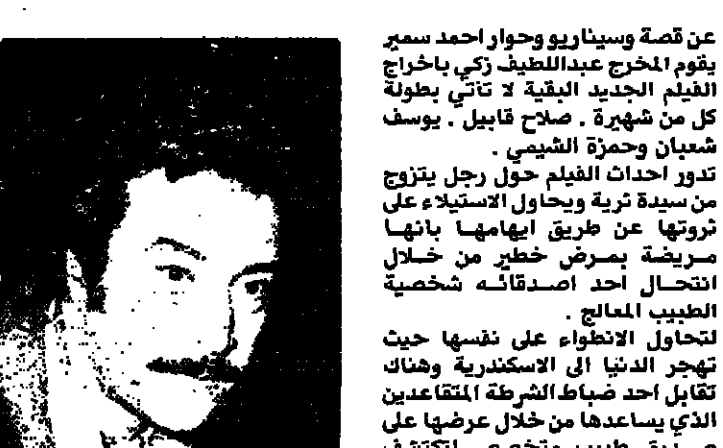 عن قصة وسيناريو وحوار احمد سمير
يقوم المخرج عبداللطيف زكي باخراج
الفيلم الجديد البقية لا تاتي بطولة
كل من شهيرة . صلاح قابيل . يوسف
شعبان وحمزة الشيمي .
تدور احداث الفيلم حول رجل يتزوج
من سيدة ثرية ويحاول الاستيلاء على
ثروتها عن طريق ايهامها بانها
مريضة بمرض خطير من خلال
انتحال احد اصدقائه شخصية
الطبيب المعالج .
لتحاول الانطواء على نفسها حيث
تهجر الدنيا الى الاسكندرية وهناك
تقابل احد ضباط الشرطة المتقاعدين
الذي يساعدها من خلال عرضها على